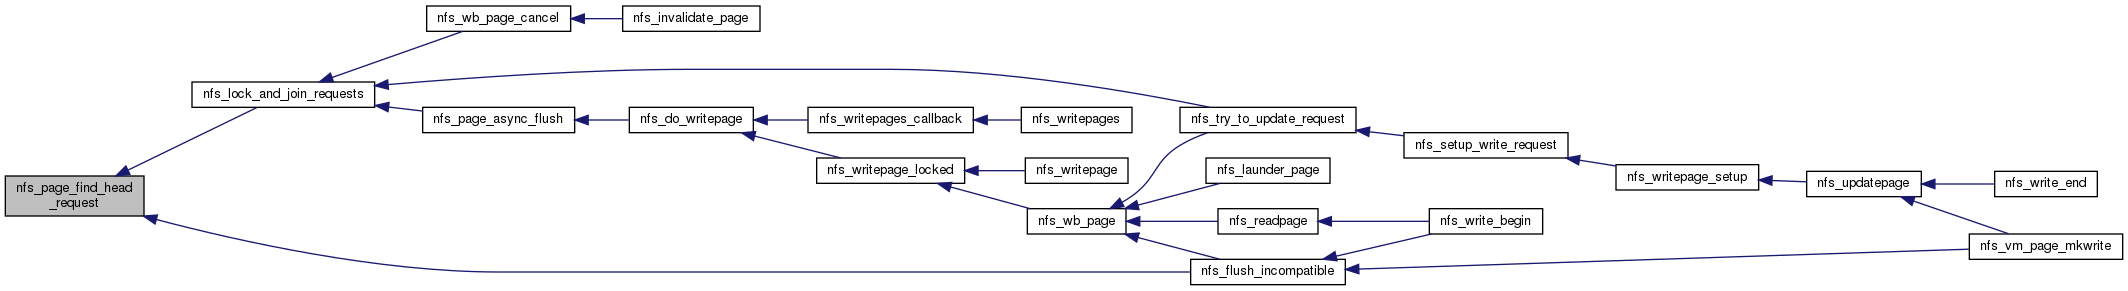 nfs_wb_page_cancel
nfs_invalidate_page
nfs_lock_and_join_requests
nfs_page_async_flush
nfs_do_writepage
nfs_writepages_callback
nfs_writepages
nfs_try_to_update_request
nfs_setup_write_request
nfs_writepage_locked
nfs_writepage
nfs_launder_page
nfs_writepage_setup
nfs_updatepage
nfs_write_end
nfs_page_find_head
_request
nfs_wb_page
nfs_readpage
nfs_write_begin
nfs_vm_page_mkwrite
nfs_flush_incompatible